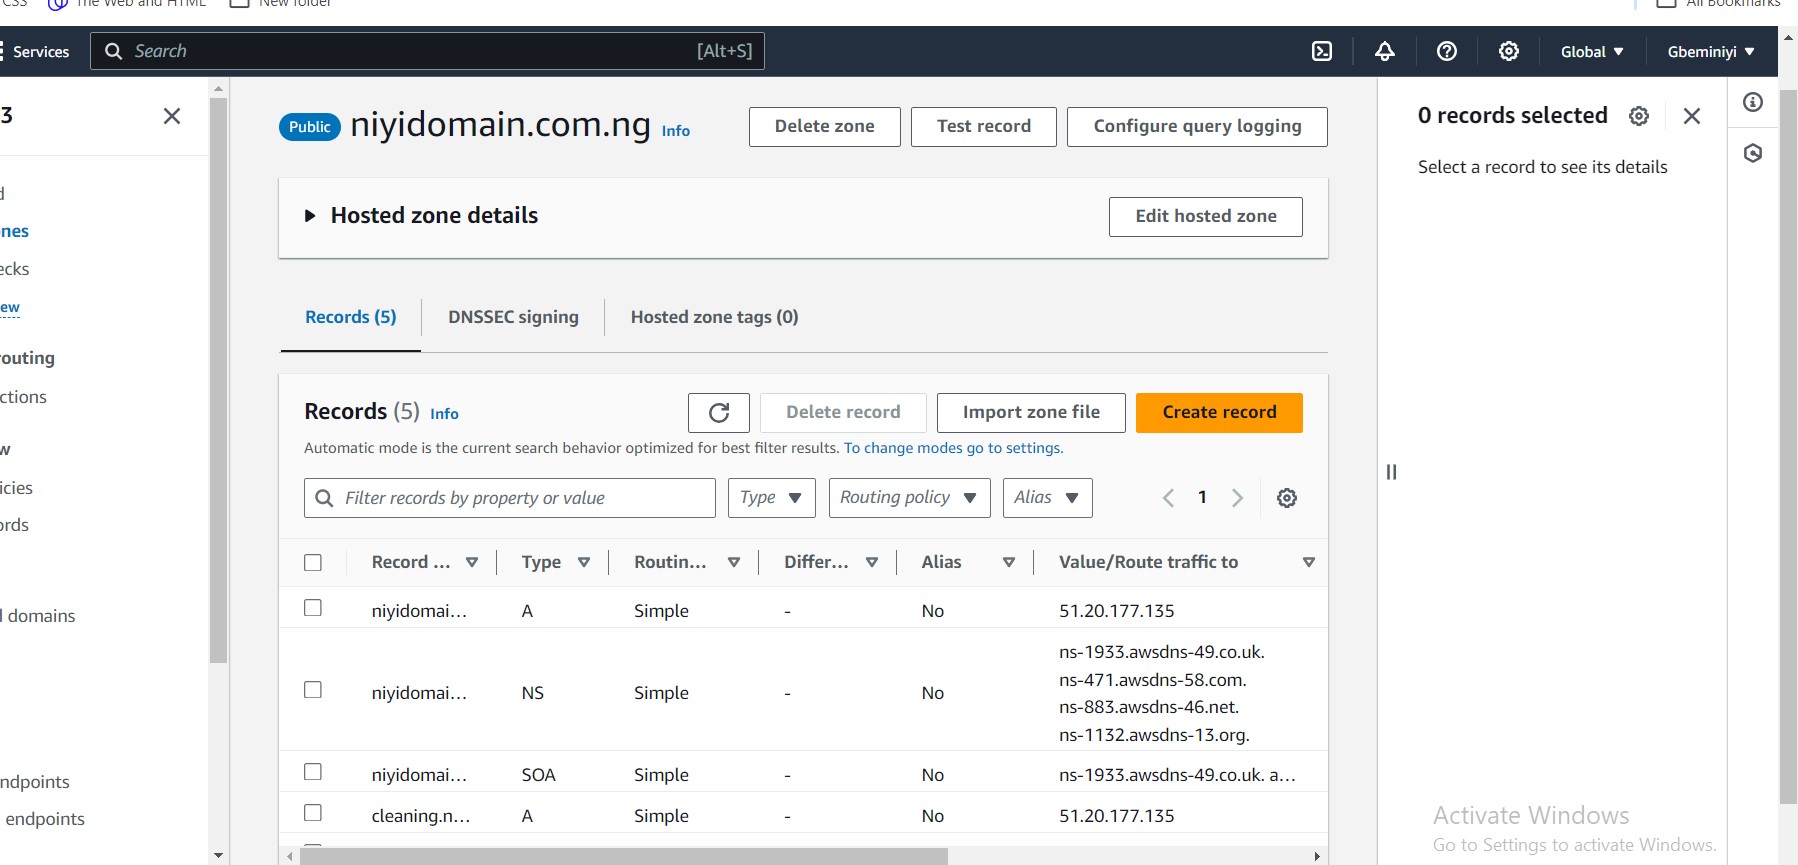 CSS The Web and HTML New folder All Bookmarks
Services Search [Alt+S] Global Gbeminiyi
3
d
nes
ecks
ew
routing
ctions
w
icies
ords
l domains
ndpoints
endpoints
Public niyidomain.com.ng Info Delete zone Test record Configure query logging
Hosted zone details Edit hosted zone
Records (5) DNSSEC signing Hosted zone tags (0)
Records (5) Info Delete record Import zone file Create record
Automatic mode is the current search behavior optimized for best filter results. To change modes go to settings.
Filter records by property or value Type Routing policy Alias 1
Record ... Type Routin... Differ... Alias Value/Route traffic to
niyidomai... A Simple - No 51.20.177.135
niyidomai... NS Simple - No ns-1933.awsdns-49.co.uk.
ns-471.awsdns-58.com.
ns-883.awsdns-46.net.
ns-1132.awsdns-13.org.
niyidomai... SOA Simple - No ns-1933.awsdns-49.co.uk. a...
cleaning.n... A Simple - No 51.20.177.135
0 records selected
Select a record to see its details
Activate Windows
Go to Settings to activate Windows.